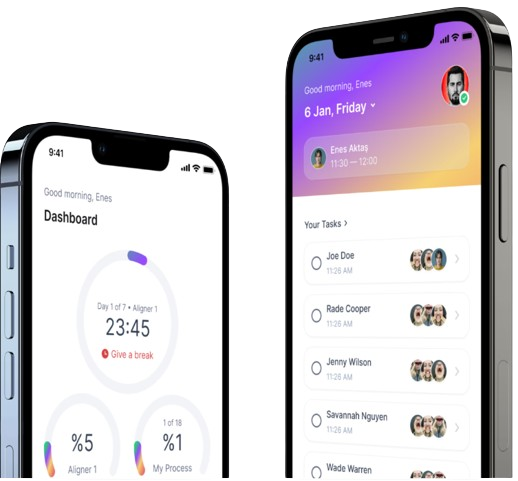 9:41
Good morning, Enes
Dashboard
Day 1 of 7 • Aligner 1
23:45
Give a break
%5
Aligner 1
1 of 18
%1
My Process
9:41
Good morning, Enes
6 Jan, Friday
Enes Aktaş
11:30 — 12:00
Your Tasks >
Joe Doe
11:26 AM
Rade Cooper
11:26 AM
Jenny Wilson
11:26 AM
Savannah Nguyen
11:26 AM
Wade Warren
11:26 AM